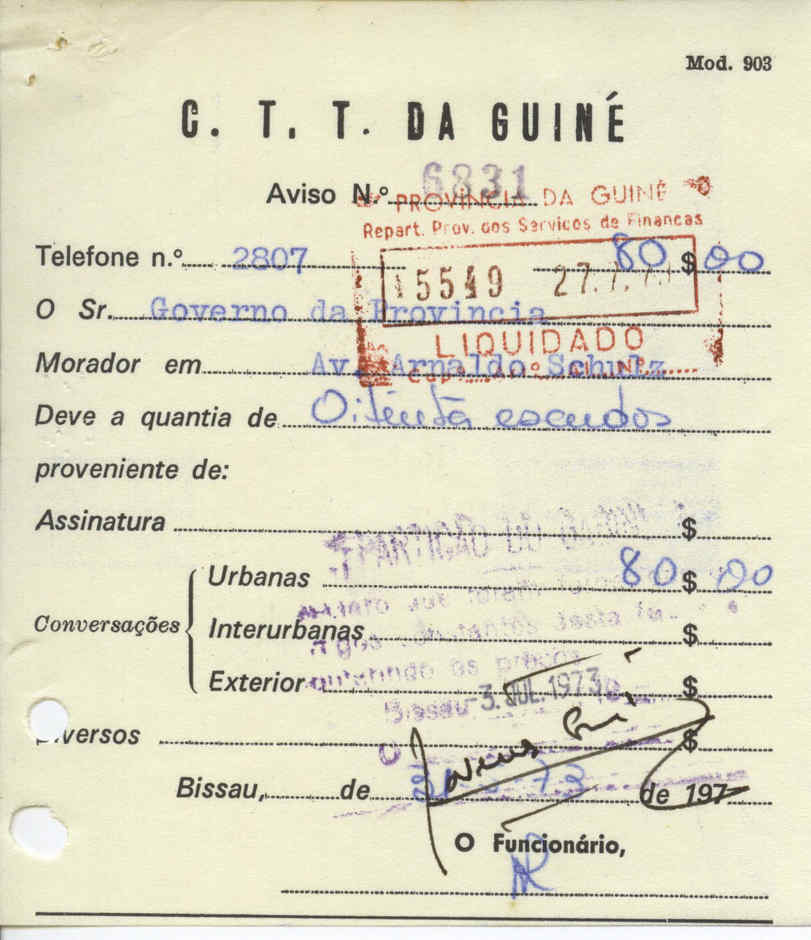 Mod. 903
C. T. T. DA GUINÉ
Aviso N.º 6831
PROVINCIA DA GUINÉ
Repart. Prov. dos Servicos de Financas
Telefone n.º 2807 80 $ 00
15549 27.7.
O Sr. Governo da Provincia
LIQUIDADO
Morador em Av. Arnaldo Schulz
Deve a quantia de Oitenta escudos
proveniente de:
Assinatura $
Conversações
Urbanas 80 $ 00
Interurbanas $
Exterior $
Bissau -3. JUL. 1973
Diversos $
Bissau, de 73 de 197
O Funcionário,